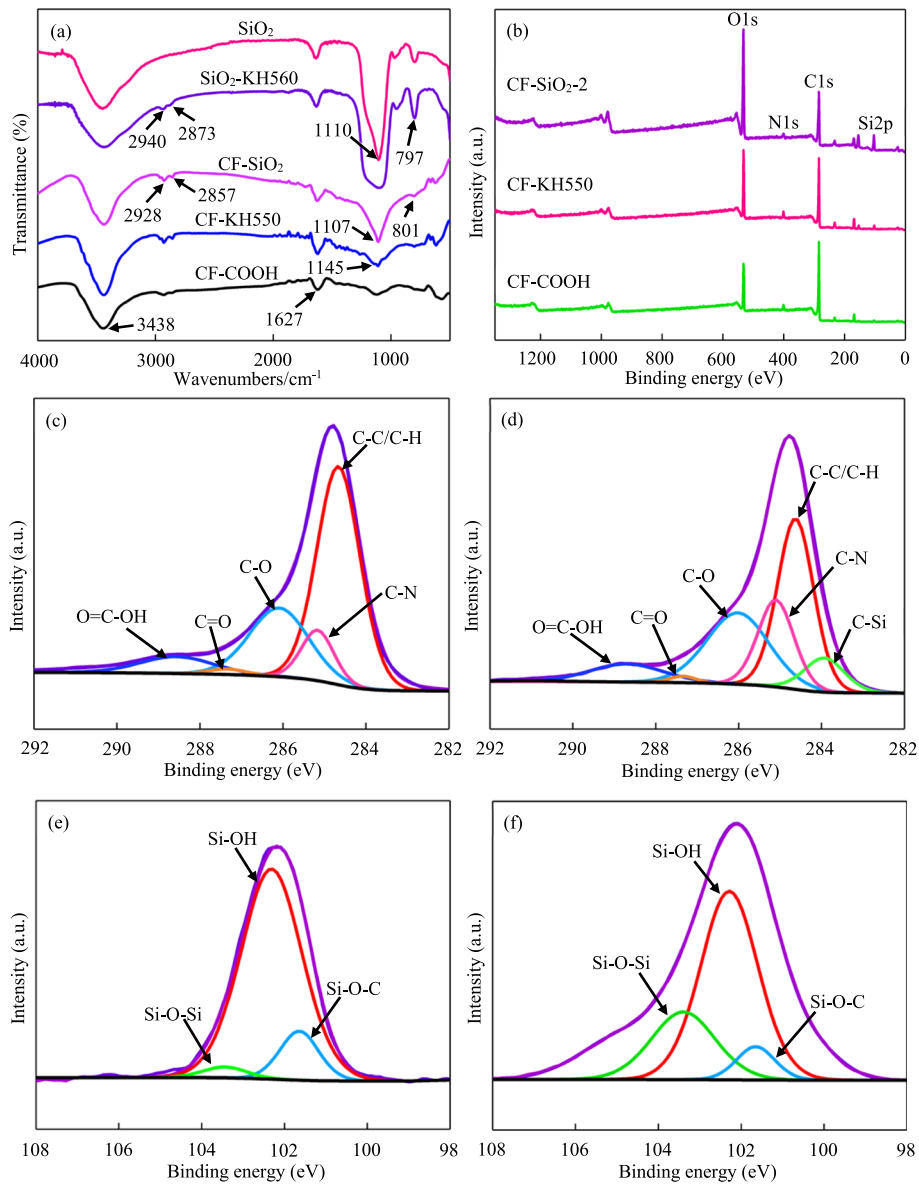 (a)
SiO₂
SiO₂-KH560
2940
2873
1110
797
CF-SiO₂
2928
2857
1107
801
CF-KH550
1145
CF-COOH
3438
1627
Transmittance (%)
4000 3000 2000 1000
Wavenumbers/cm⁻¹
(b)
O1s
C1s
CF-SiO₂-2
N1s
Si2p
CF-KH550
CF-COOH
Intensity (a.u.)
1200 1000 800 600 400 200 0
Binding energy (eV)
(c)
C-C/C-H
C-O
C-N
C=O
O=C-OH
Intensity (a.u.)
292 290 288 286 284 282
Binding energy (eV)
(d)
C-C/C-H
C-N
C-O
C=O
O=C-OH
C-Si
Intensity (a.u.)
292 290 288 286 284 282
Binding energy (eV)
(e)
Si-OH
Si-O-C
Si-O-Si
Intensity (a.u.)
108 106 104 102 100 98
Binding energy (eV)
(f)
Si-OH
Si-O-Si
Si-O-C
Intensity (a.u.)
108 106 104 102 100 98
Binding energy (eV)